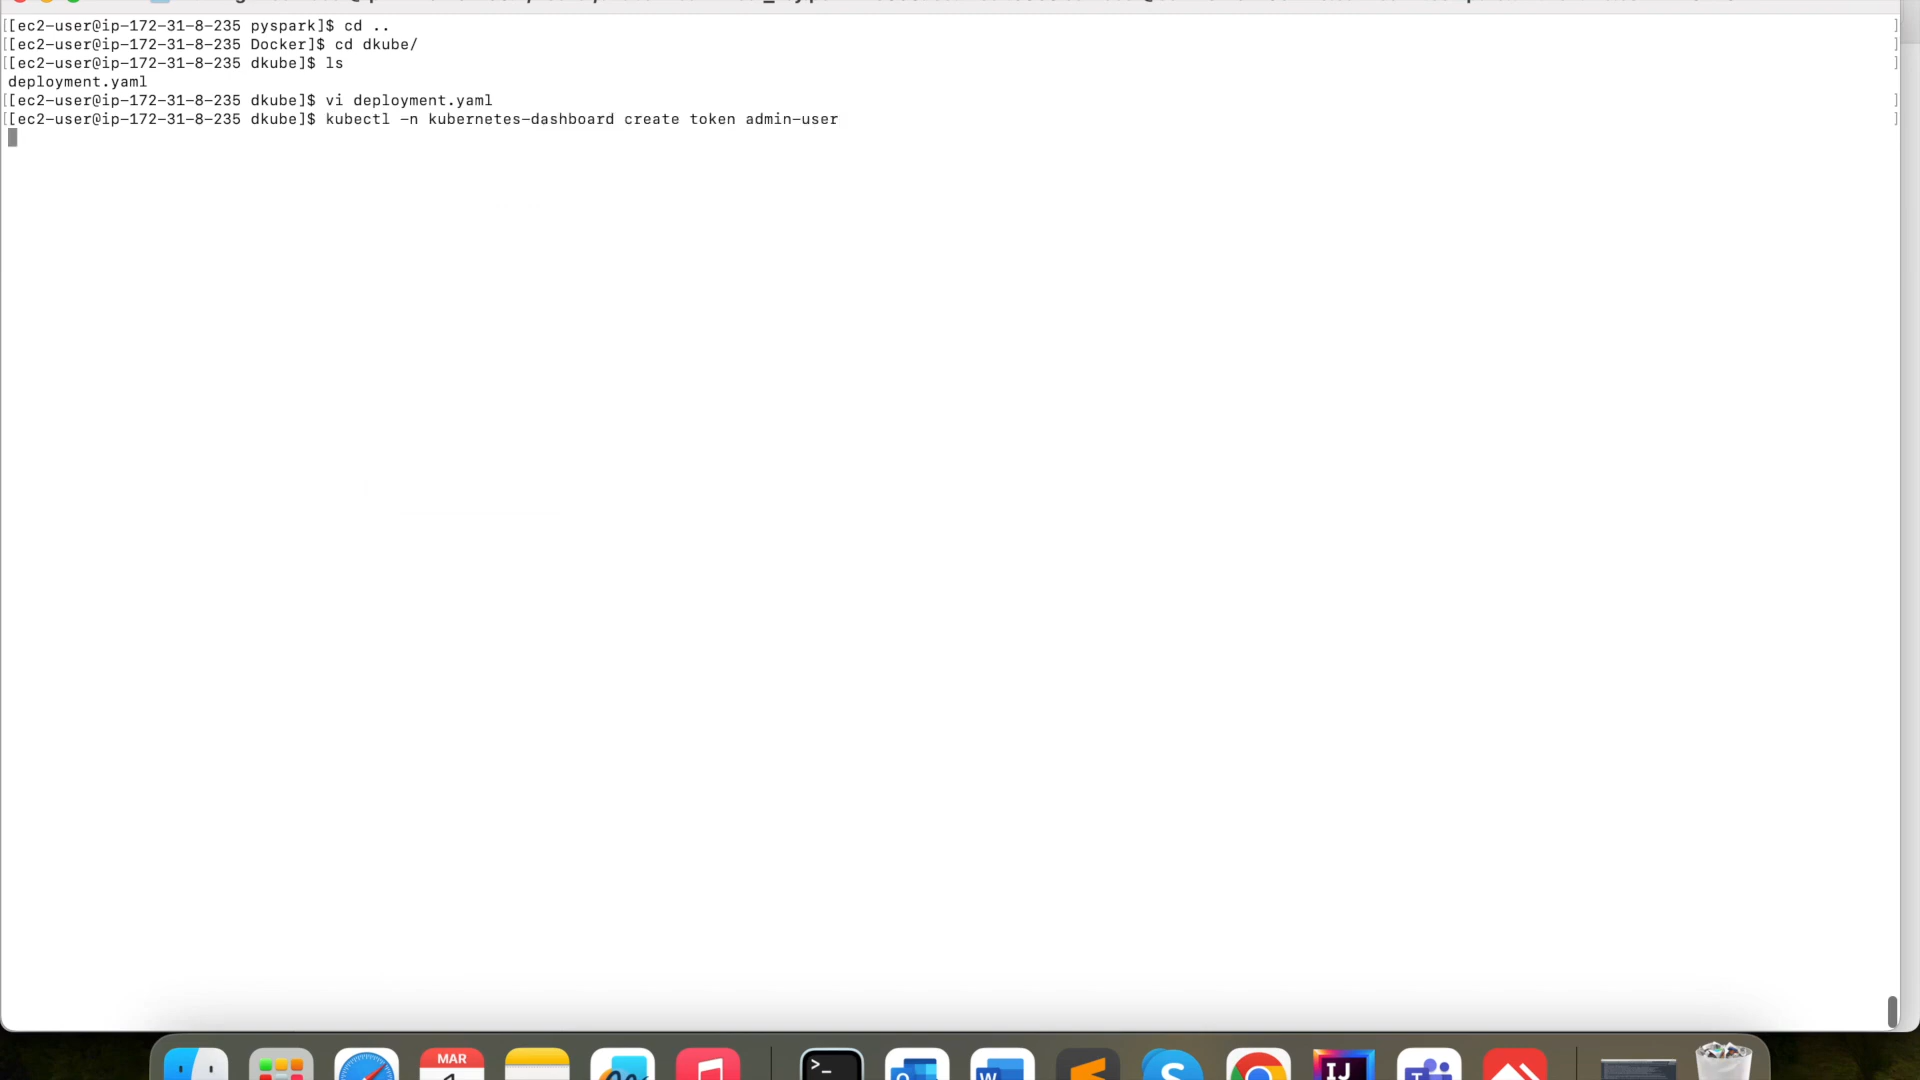 [[ec2-user@ip-172-31-8-235 pyspark]$ cd .. ]
[[ec2-user@ip-172-31-8-235 Docker]$ cd dkube/ ]
[[ec2-user@ip-172-31-8-235 dkube]$ ls ]
deployment.yaml
[[ec2-user@ip-172-31-8-235 dkube]$ vi deployment.yaml ]
[[ec2-user@ip-172-31-8-235 dkube]$ kubectl -n kubernetes-dashboard create token admin-user ]
MAR
>_
W
S
IJ